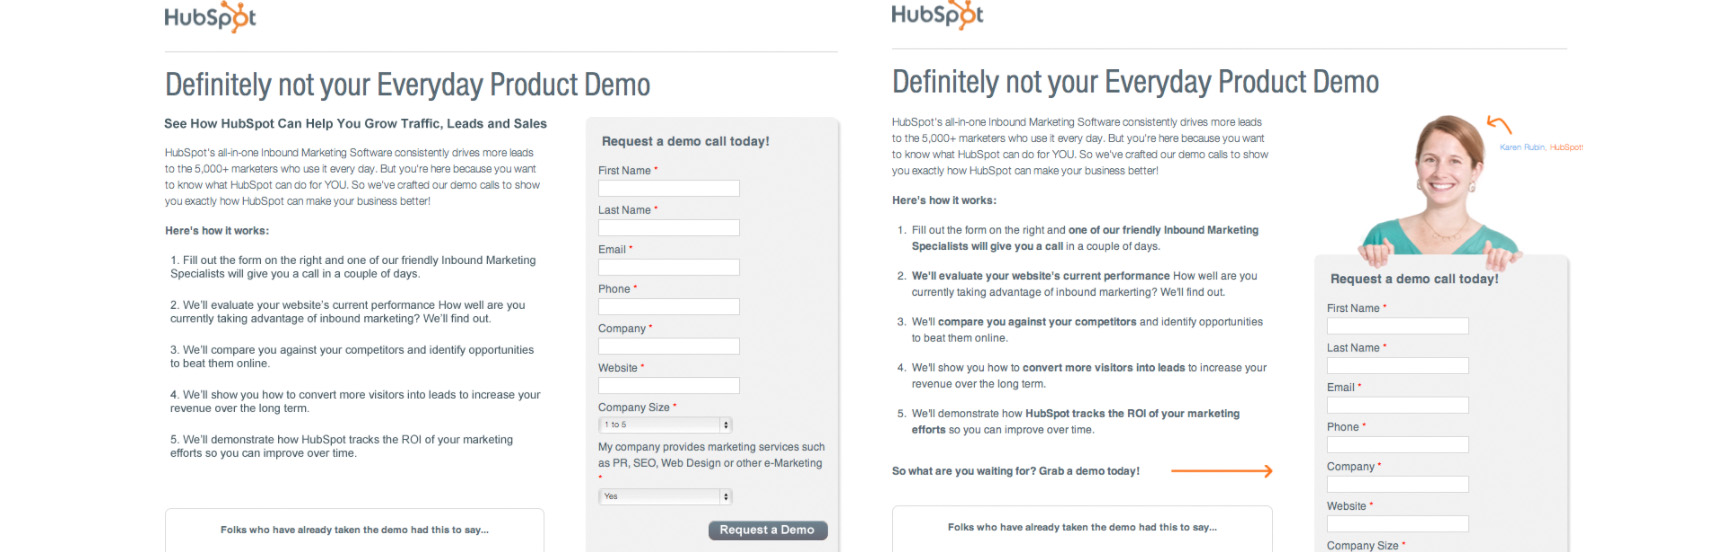 HubSpot
Definitely not your Everyday Product Demo
See How HubSpot Can Help You Grow Traffic, Leads and Sales
HubSpot's all-in-one Inbound Marketing Software consistently drives more leads
to the 5,000+ marketers who use it every day. But you're here because you want
to know what HubSpot can do for YOU. So we've crafted our demo calls to show
you exactly how HubSpot can make your business better!
Here's how it works:
1. Fill out the form on the right and one of our friendly Inbound Marketing
Specialists will give you a call in a couple of days.
2. We'll evaluate your website's current performance How well are you
currently taking advantage of inbound marketing? We'll find out.
3. We'll compare you against your competitors and identify opportunities
to beat them online.
4. We'll show you how to convert more visitors into leads to increase your
revenue over the long term.
5. We'll demonstrate how HubSpot tracks the ROI of your marketing
efforts so you can improve over time.
Folks who have already taken the demo had this to say...
Request a demo call today!
First Name *
Last Name *
Email *
Phone *
Company *
Website *
Company Size *
1 to 5
My company provides marketing services such
as PR, SEO, Web Design or other e-Marketing
*
Yes
Request a Demo
HubSpot
Definitely not your Everyday Product Demo
HubSpot's all-in-one Inbound Marketing Software consistently drives more leads
to the 5,000+ marketers who use it every day. But you're here because you want
to know what HubSpot can do for YOU. So we've crafted our demo calls to show
you exactly how HubSpot can make your business better!
Here's how it works:
1. Fill out the form on the right and one of our friendly Inbound Marketing
Specialists will give you a call in a couple of days.
2. We'll evaluate your website's current performance How well are you
currently taking advantage of inbound markerting? We'll find out.
3. We'll compare you against your competitors and identify opportunities
to beat them online.
4. We'll show you how to convert more visitors into leads to increase your
revenue over the long term.
5. We'll demonstrate how HubSpot tracks the ROI of your marketing
efforts so you can improve over time.
So what are you waiting for? Grab a demo today!
Folks who have already taken the demo had this to say...
Karen Rubin, HubSpot!
Request a demo call today!
First Name *
Last Name *
Email *
Phone *
Company *
Website *
Company Size *